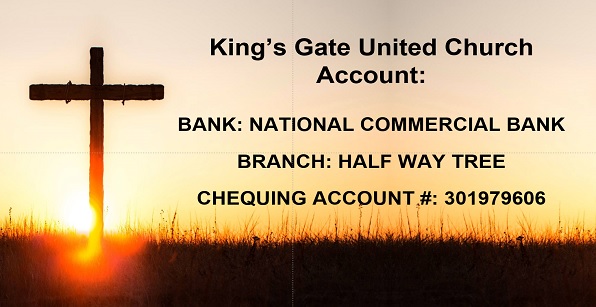 King’s Gate United Church
Account:
BANK: NATIONAL COMMERCIAL BANK
BRANCH: HALF WAY TREE
CHEQUING ACCOUNT #: 301979606